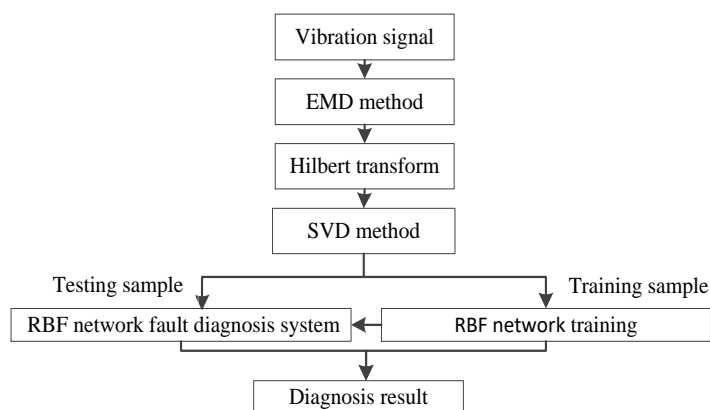 Vibration signal
EMD method
Hilbert transform
SVD method
Testing sample
Training sample
RBF network fault diagnosis system
RBF network training
Diagnosis result